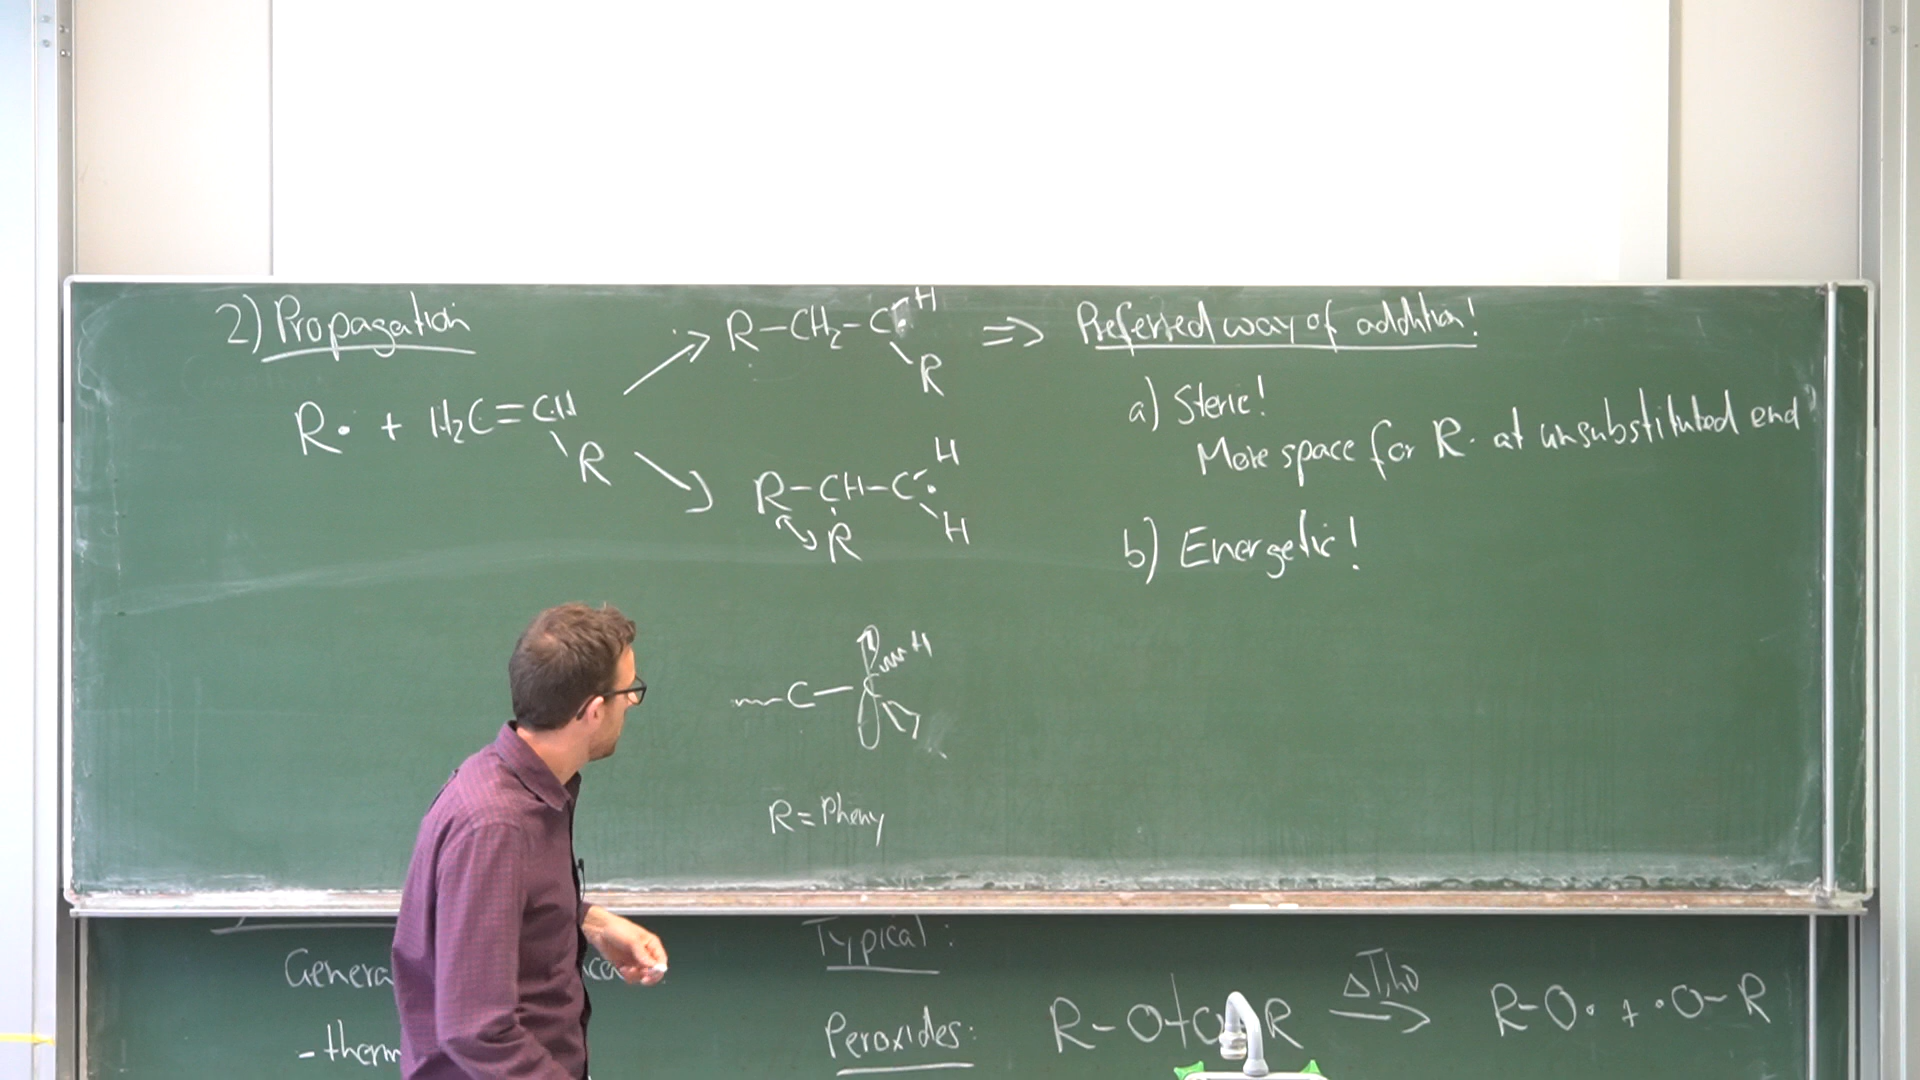 2) Propagation
R· + H₂C=CH
R
R-CH₂-C· H
R
R-CH-C· H
R H
=> Preferred way of addition!
a) Steric!
More space for R· at unsubstituted end
b) Energetic!
C-C H
R = Pheny
Genera
- therm
Typical:
Peroxides: R-O R ΔT, hν R-O· + ·O-R